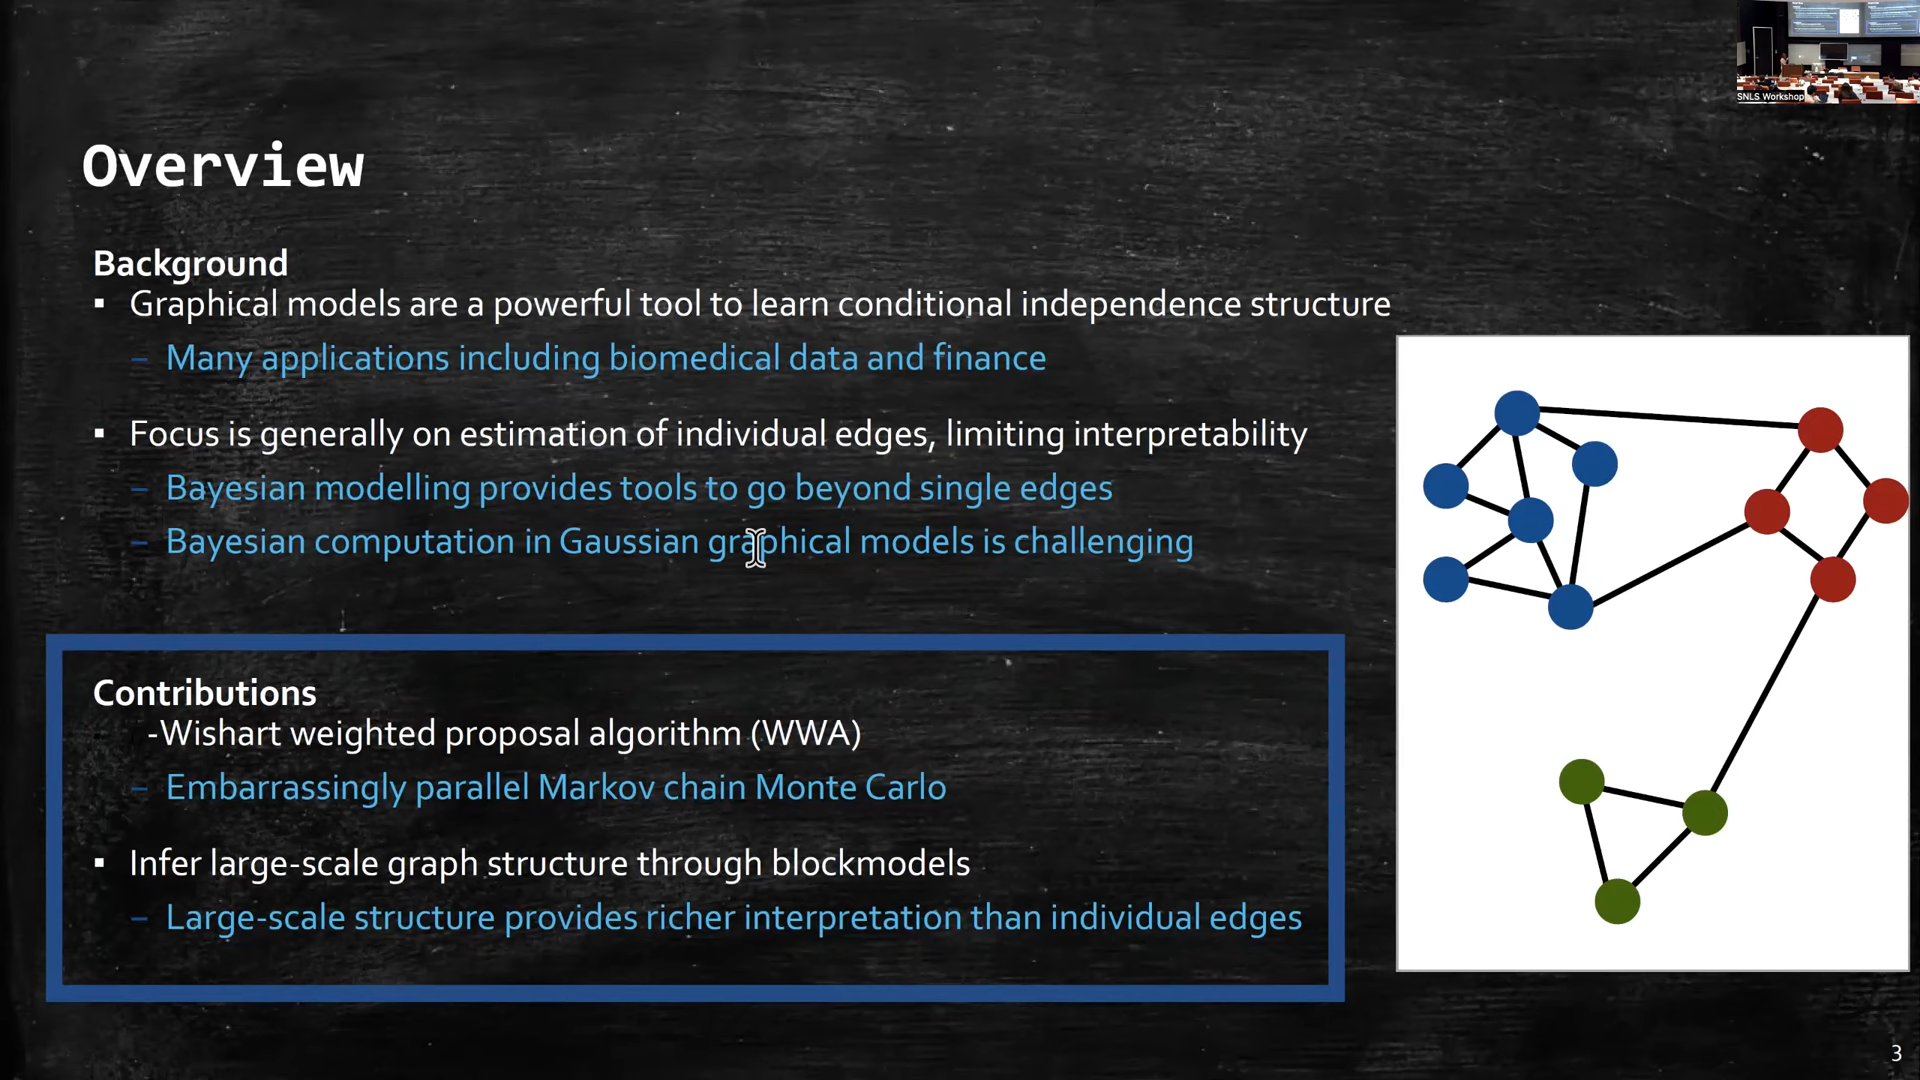 SNLS Workshop
Overview
Background
▪ Graphical models are a powerful tool to learn conditional independence structure
– Many applications including biomedical data and finance
▪ Focus is generally on estimation of individual edges, limiting interpretability
– Bayesian modelling provides tools to go beyond single edges
– Bayesian computation in Gaussian graphical models is challenging
Contributions
-Wishart weighted proposal algorithm (WWA)
– Embarrassingly parallel Markov chain Monte Carlo
▪ Infer large-scale graph structure through blockmodels
– Large-scale structure provides richer interpretation than individual edges
3